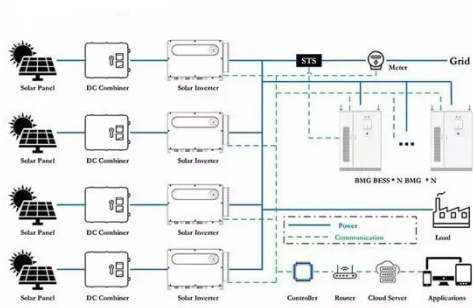 STS
Meter
Grid
Solar Panel
DC Combiner
Solar Inverter
Solar Panel
DC Combiner
Solar Inverter
BMG BESS * N BMG * N
Solar Panel
DC Combiner
Solar Inverter
Power
Communication
Load
Solar Panel
DC Combiner
Solar Inverter
Controller
Router
Cloud Server
Applications